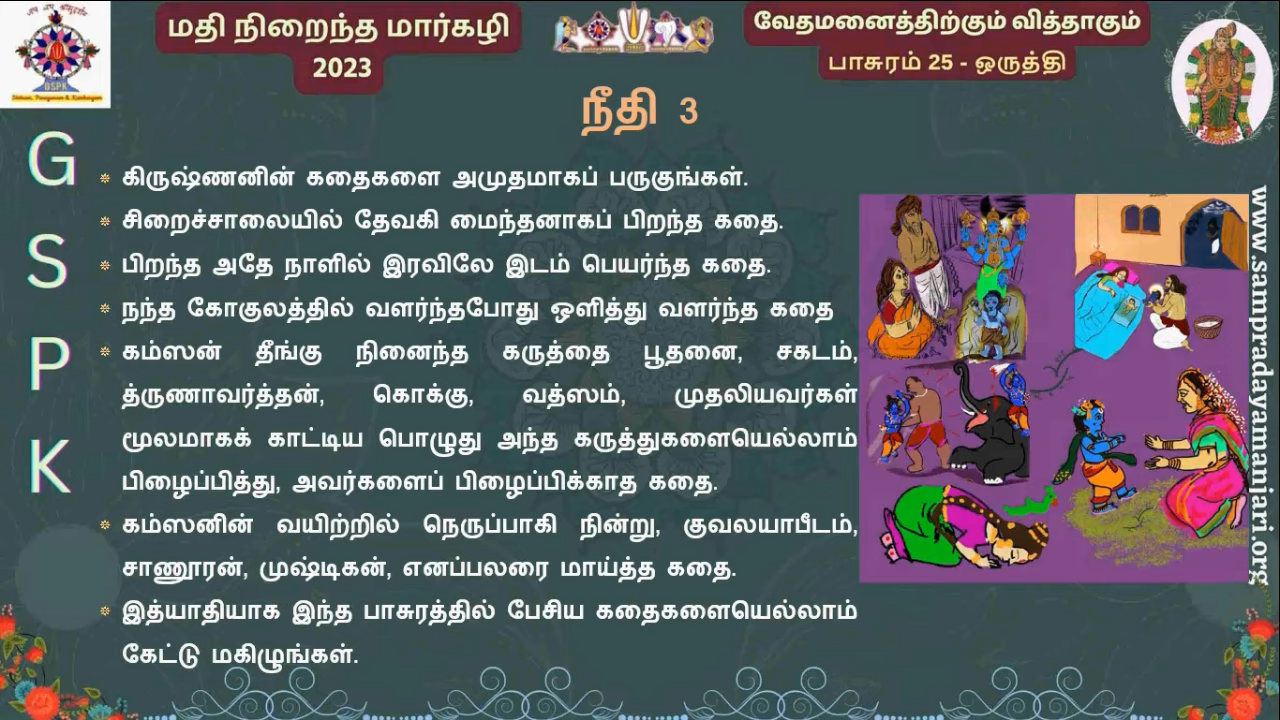 மதி நிறைந்த மார்கழி
2023
வேதமனைத்திற்கும் வித்தாகும்
பாசுரம் 25 - ஒருத்தி
GSPK
நீதி 3
G
S
P
K
கிருஷ்ணனின் கதைகளை அமுதமாகப் பருகுங்கள்.
சிறைச்சாலையில் தேவகி மைந்தனாகப் பிறந்த கதை.
பிறந்த அதே நாளில் இரவிலே இடம் பெயர்ந்த கதை.
நந்த கோகுலத்தில் வளர்ந்தபோது ஒளித்து வளர்ந்த கதை
கம்ஸன் தீங்கு நினைந்த கருத்தை பூதனை, சகடம்,
த்ருணாவர்த்தன், கொக்கு, வத்ஸம், முதலியவர்கள்
மூலமாகக் காட்டிய பொழுது அந்த கருத்துகளையெல்லாம்
பிழைப்பித்து, அவர்களைப் பிழைப்பிக்காத கதை.
கம்ஸனின் வயிற்றில் நெருப்பாகி நின்று, குவலயாபீடம்,
சாணூரன், முஷ்டிகன், எனப்பலரை மாய்த்த கதை.
இத்யாதியாக இந்த பாசுரத்தில் பேசிய கதைகளையெல்லாம்
கேட்டு மகிழுங்கள்.
www.sampradayamanjari.org